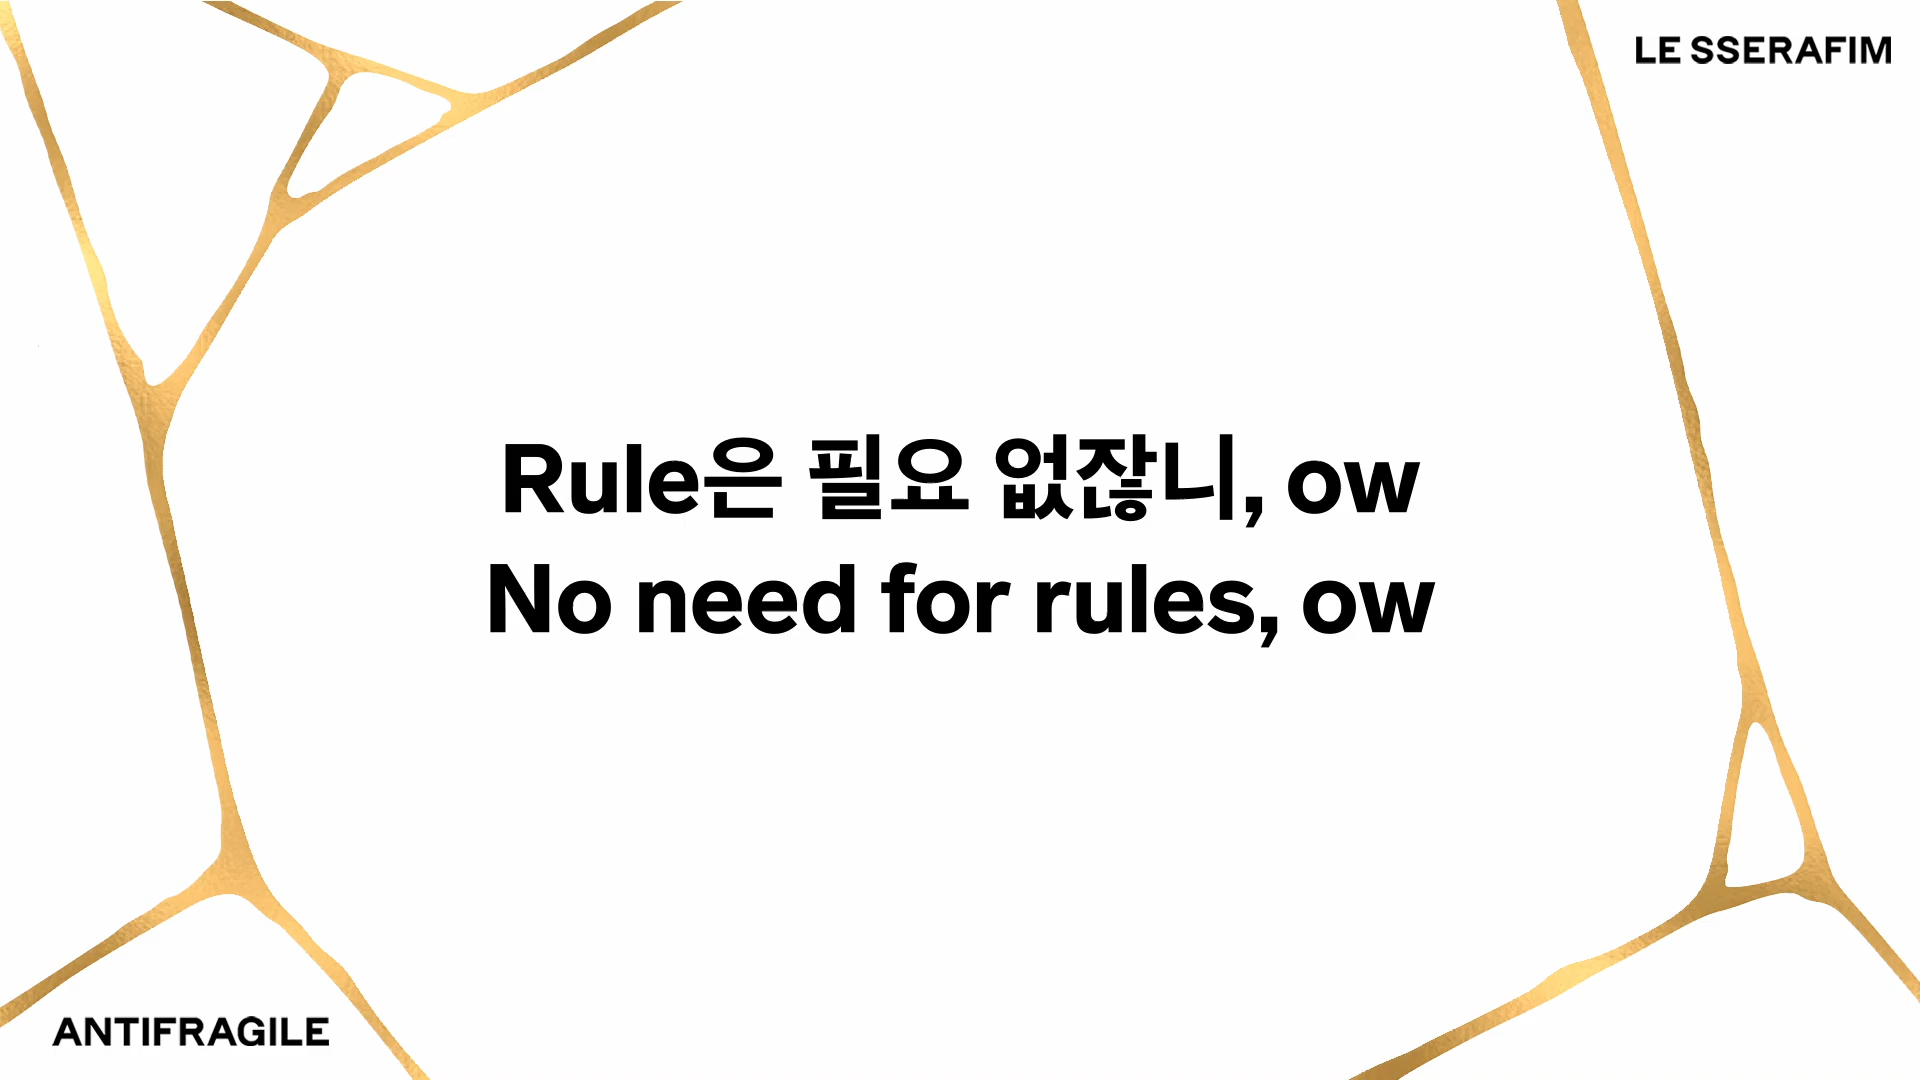 LE SSERAFIM
Rule은 필요 없잖니, ow
No need for rules, ow
ANTIFRAGILE